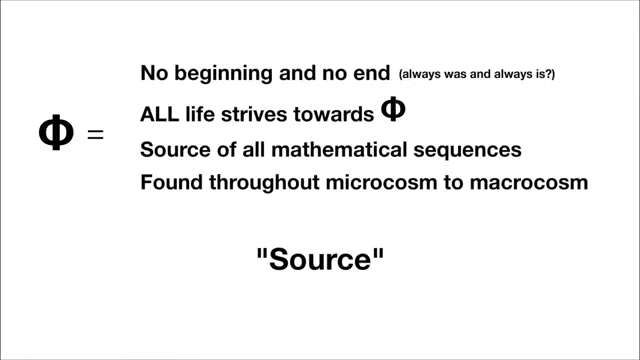 No beginning and no end (always was and always is?)
Φ = ALL life strives towards Φ
Source of all mathematical sequences
Found throughout microcosm to macrocosm
"Source"